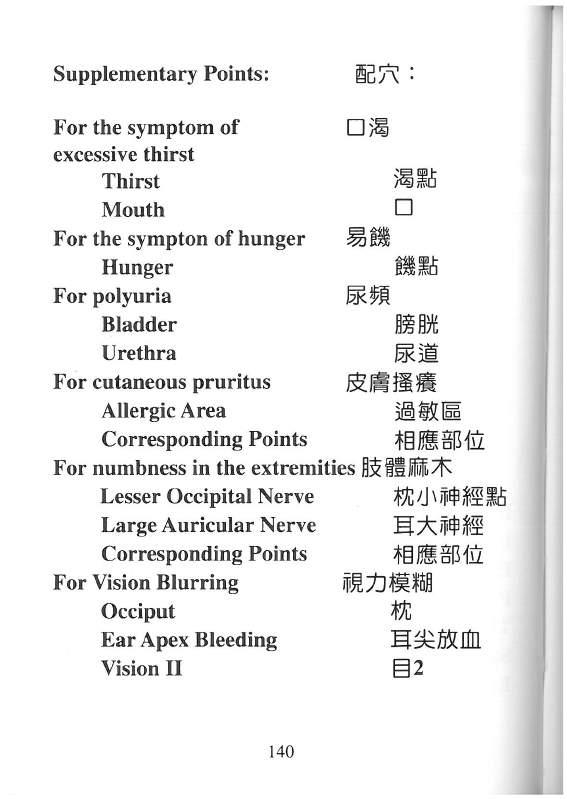 Supplementary Points: 配穴：
For the symptom of 口渴
excessive thirst
Thirst 渴點
Mouth 口
For the sympton of hunger 易饑
Hunger 饑點
For polyuria 尿頻
Bladder 膀胱
Urethra 尿道
For cutaneous pruritus 皮膚搔癢
Allergic Area 過敏區
Corresponding Points 相應部位
For numbness in the extremities 肢體麻木
Lesser Occipital Nerve 枕小神經點
Large Auricular Nerve 耳大神經
Corresponding Points 相應部位
For Vision Blurring 視力模糊
Occiput 枕
Ear Apex Bleeding 耳尖放血
Vision II 目2
140